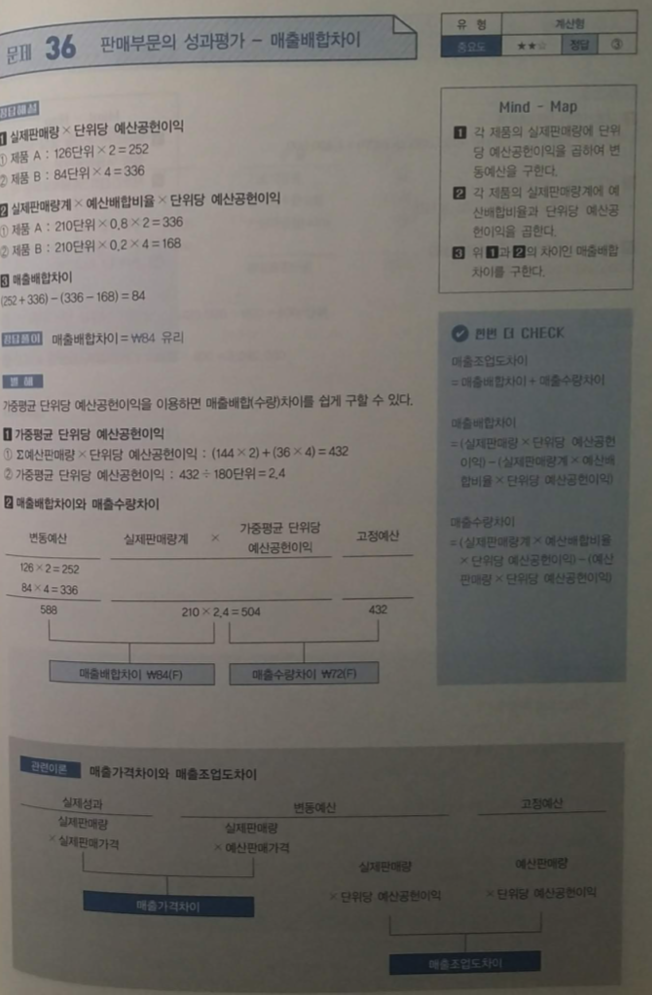 문제 36 판매부문의 성과평가 – 매출배합차이
유 형 계산형
중요도 ★★☆ 정답 ③
정답해설
1 실제판매량 × 단위당 예산공헌이익
① 제품 A : 126단위 × 2 = 252
② 제품 B : 84단위 × 4 = 336
2 실제판매량계 × 예산배합비율 × 단위당 예산공헌이익
① 제품 A : 210단위 × 0.8 × 2 = 336
② 제품 B : 210단위 × 0.2 × 4 = 168
3 매출배합차이
(252 + 336) – (336 – 168) = 84
정답풀이 매출배합차이 = ₩84 유리
별 해
가중평균 단위당 예산공헌이익을 이용하면 매출배합(수량)차이를 쉽게 구할 수 있다.
1 가중평균 단위당 예산공헌이익
① Σ예산판매량 × 단위당 예산공헌이익 : (144 × 2) + (36 × 4) = 432
② 가중평균 단위당 예산공헌이익 : 432 ÷ 180단위 = 2.4
2 매출배합차이와 매출수량차이
변동예산 실제판매량계 × 가중평균 단위당 예산공헌이익 고정예산
126 × 2 = 252
84 × 4 = 336
588 210 × 2.4 = 504 432
매출배합차이 ₩84(F) 매출수량차이 ₩72(F)
Mind - Map
1 각 제품의 실제판매량에 단위
당 예산공헌이익을 곱하여 변
동예산을 구한다.
2 각 제품의 실제판매량계에 예
산배합비율과 단위당 예산공
헌이익을 곱한다.
3 위 1과 2의 차이인 매출배합
차이를 구한다.
한번 더 CHECK
매출조업도차이
= 매출배합차이 + 매출수량차이
매출배합차이
= (실제판매량 × 단위당 예산공헌
이익) – (실제판매량계 × 예산배
합비율 × 단위당 예산공헌이익)
매출수량차이
= (실제판매량계 × 예산배합비율
× 단위당 예산공헌이익) – (예산
판매량 × 단위당 예산공헌이익)
관련이론 매출가격차이와 매출조업도차이
실제성과 변동예산 고정예산
실제판매량 실제판매량
× 실제판매가격 × 예산판매가격
실제판매량 예산판매량
× 단위당 예산공헌이익 × 단위당 예산공헌이익
매출가격차이
매출조업도차이